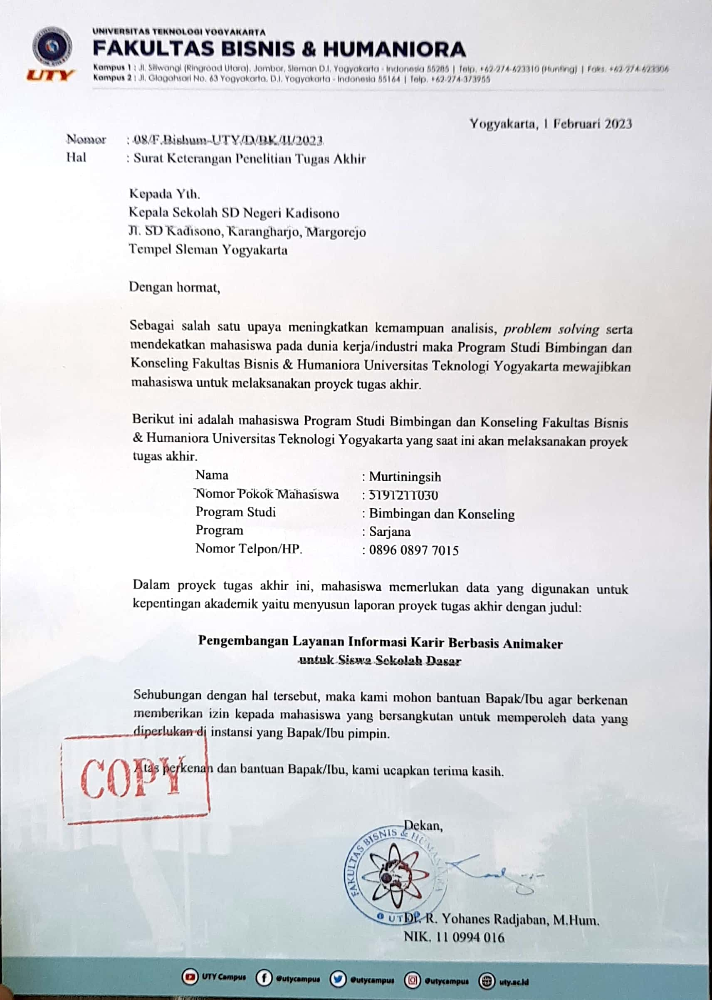 UNIVERSITAS TEKNOLOGI YOGYAKARTA
FAKULTAS BISNIS & HUMANIORA
UTY
Kampus 1 : Jl. Siliwangi (Ringroad Utara), Jombor, Sleman D.I. Yogyakarta - Indonesia 55285 | Telp. +62-274-623310 (Hunting) | Faks. +62-274-623306
Kampus 2 : Jl. Glagahsari No. 63 Yogyakarta, D.I. Yogyakarta - Indonesia 55164 | Telp. +62-274-373955
Yogyakarta, 1 Februari 2023
Nomor : 08/F.Bishum-UTY/D/BK/II/2023
Hal : Surat Keterangan Penelitian Tugas Akhir
Kepada Yth.
Kepala Sekolah SD Negeri Kadisono
Jl. SD Kadisono, Karangharjo, Margorejo
Tempel Sleman Yogyakarta
Dengan hormat,
Sebagai salah satu upaya meningkatkan kemampuan analisis, problem solving serta
mendekatkan mahasiswa pada dunia kerja/industri maka Program Studi Bimbingan dan
Konseling Fakultas Bisnis & Humaniora Universitas Teknologi Yogyakarta mewajibkan
mahasiswa untuk melaksanakan proyek tugas akhir.
Berikut ini adalah mahasiswa Program Studi Bimbingan dan Konseling Fakultas Bisnis
& Humaniora Universitas Teknologi Yogyakarta yang saat ini akan melaksanakan proyek
tugas akhir.
Nama : Murtiningsih
Nomor Pokok Mahasiswa : 5191211030
Program Studi : Bimbingan dan Konseling
Program : Sarjana
Nomor Telpon/HP. : 0896 0897 7015
Dalam proyek tugas akhir ini, mahasiswa memerlukan data yang digunakan untuk
kepentingan akademik yaitu menyusun laporan proyek tugas akhir dengan judul:
Pengembangan Layanan Informasi Karir Berbasis Animaker
untuk Siswa Sekolah Dasar
Sehubungan dengan hal tersebut, maka kami mohon bantuan Bapak/Ibu agar berkenan
memberikan izin kepada mahasiswa yang bersangkutan untuk memperoleh data yang
diperlukan di instansi yang Bapak/Ibu pimpin.
Atas perkenan dan bantuan Bapak/Ibu, kami ucapkan terima kasih.
COPY
Dekan,
FAKULTAS BISNIS & HUMANIORA
UTY
Dr. R. Yohanes Radjaban, M.Hum.
NIK. 11 0994 016
UTY Campus @utycampus @utycampus @utycampus uty.ac.id